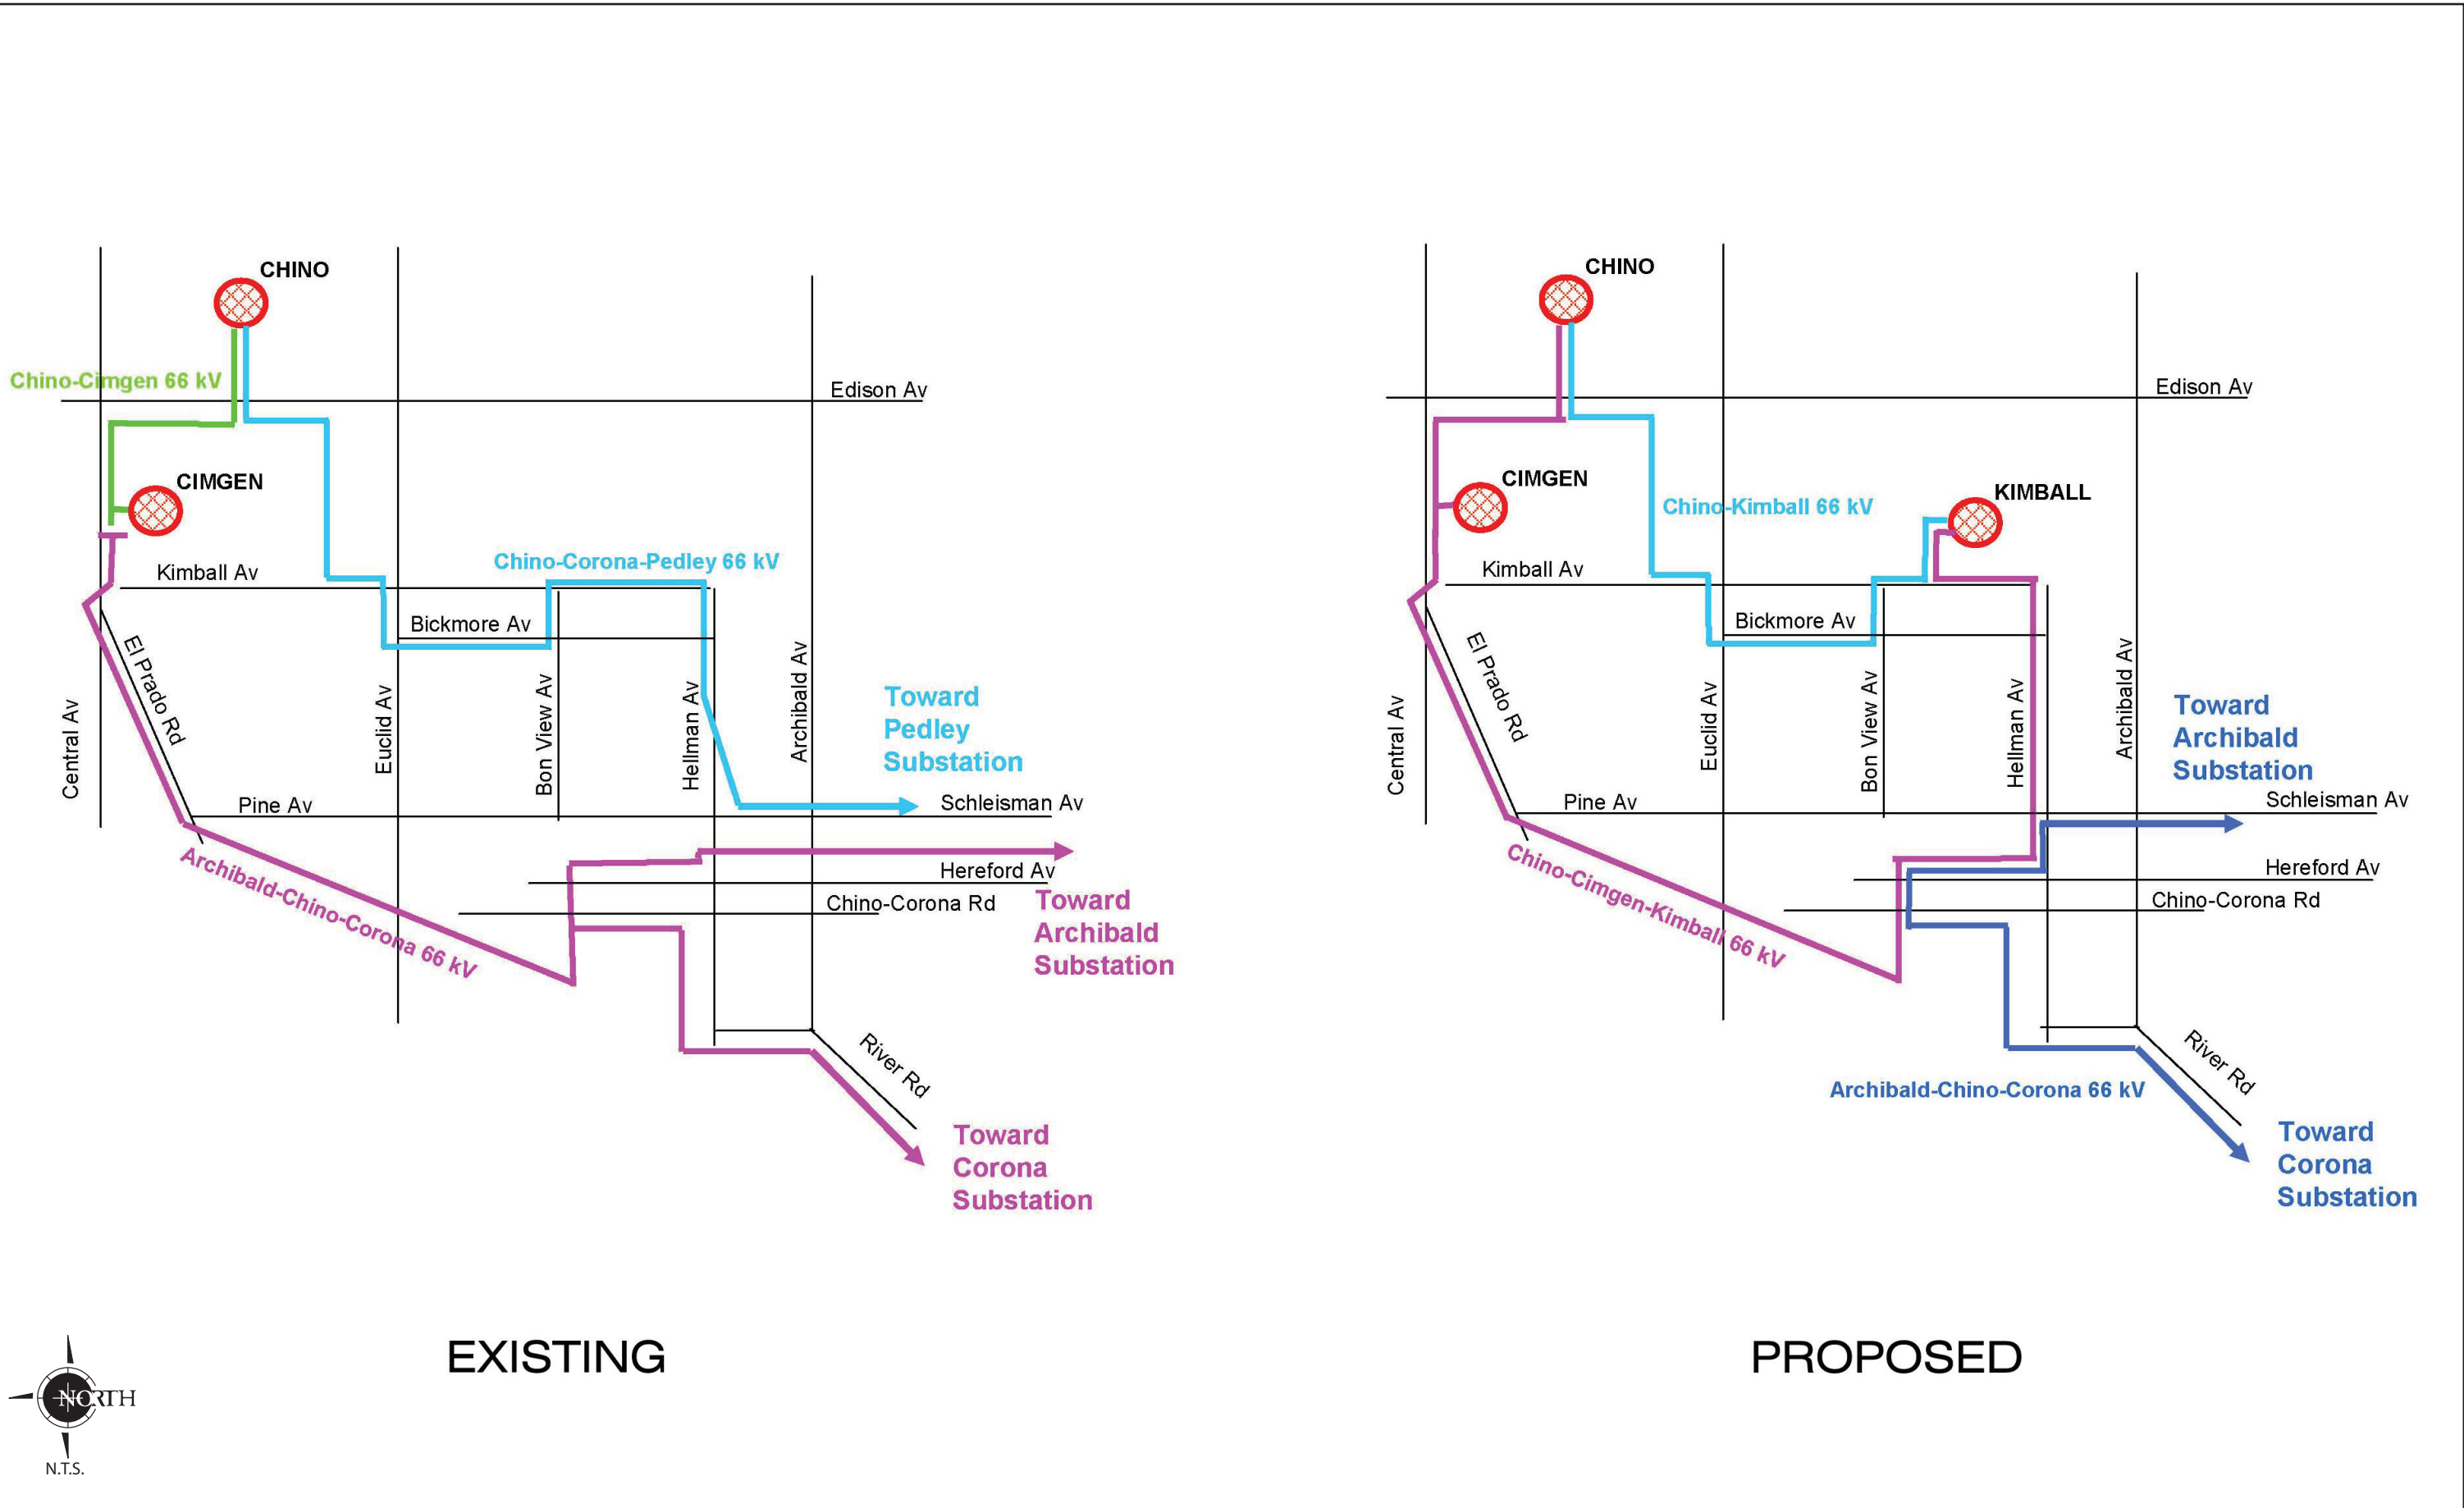 CHINO
Chino-Cimgen 66 kV
Edison Av
CIMGEN
Chino-Corona-Pedley 66 kV
Kimball Av
Bickmore Av
El Prado Rd
Central Av
Euclid Av
Bon View Av
Hellman Av
Archibald Av
Toward
Pedley
Substation
Pine Av
Schleisman Av
Archibald-Chino-Corona 66 kV
Hereford Av
Chino-Corona Rd
Toward
Archibald
Substation
River Rd
Toward
Corona
Substation
EXISTING
CHINO
Edison Av
CIMGEN
Chino-Kimball 66 kV
KIMBALL
Kimball Av
Bickmore Av
El Prado Rd
Central Av
Euclid Av
Bon View Av
Hellman Av
Archibald Av
Toward
Archibald
Substation
Pine Av
Schleisman Av
Chino-Cimgen-Kimball 66 kV
Hereford Av
Chino-Corona Rd
River Rd
Archibald-Chino-Corona 66 kV
Toward
Corona
Substation
PROPOSED
NORTH
N.T.S.